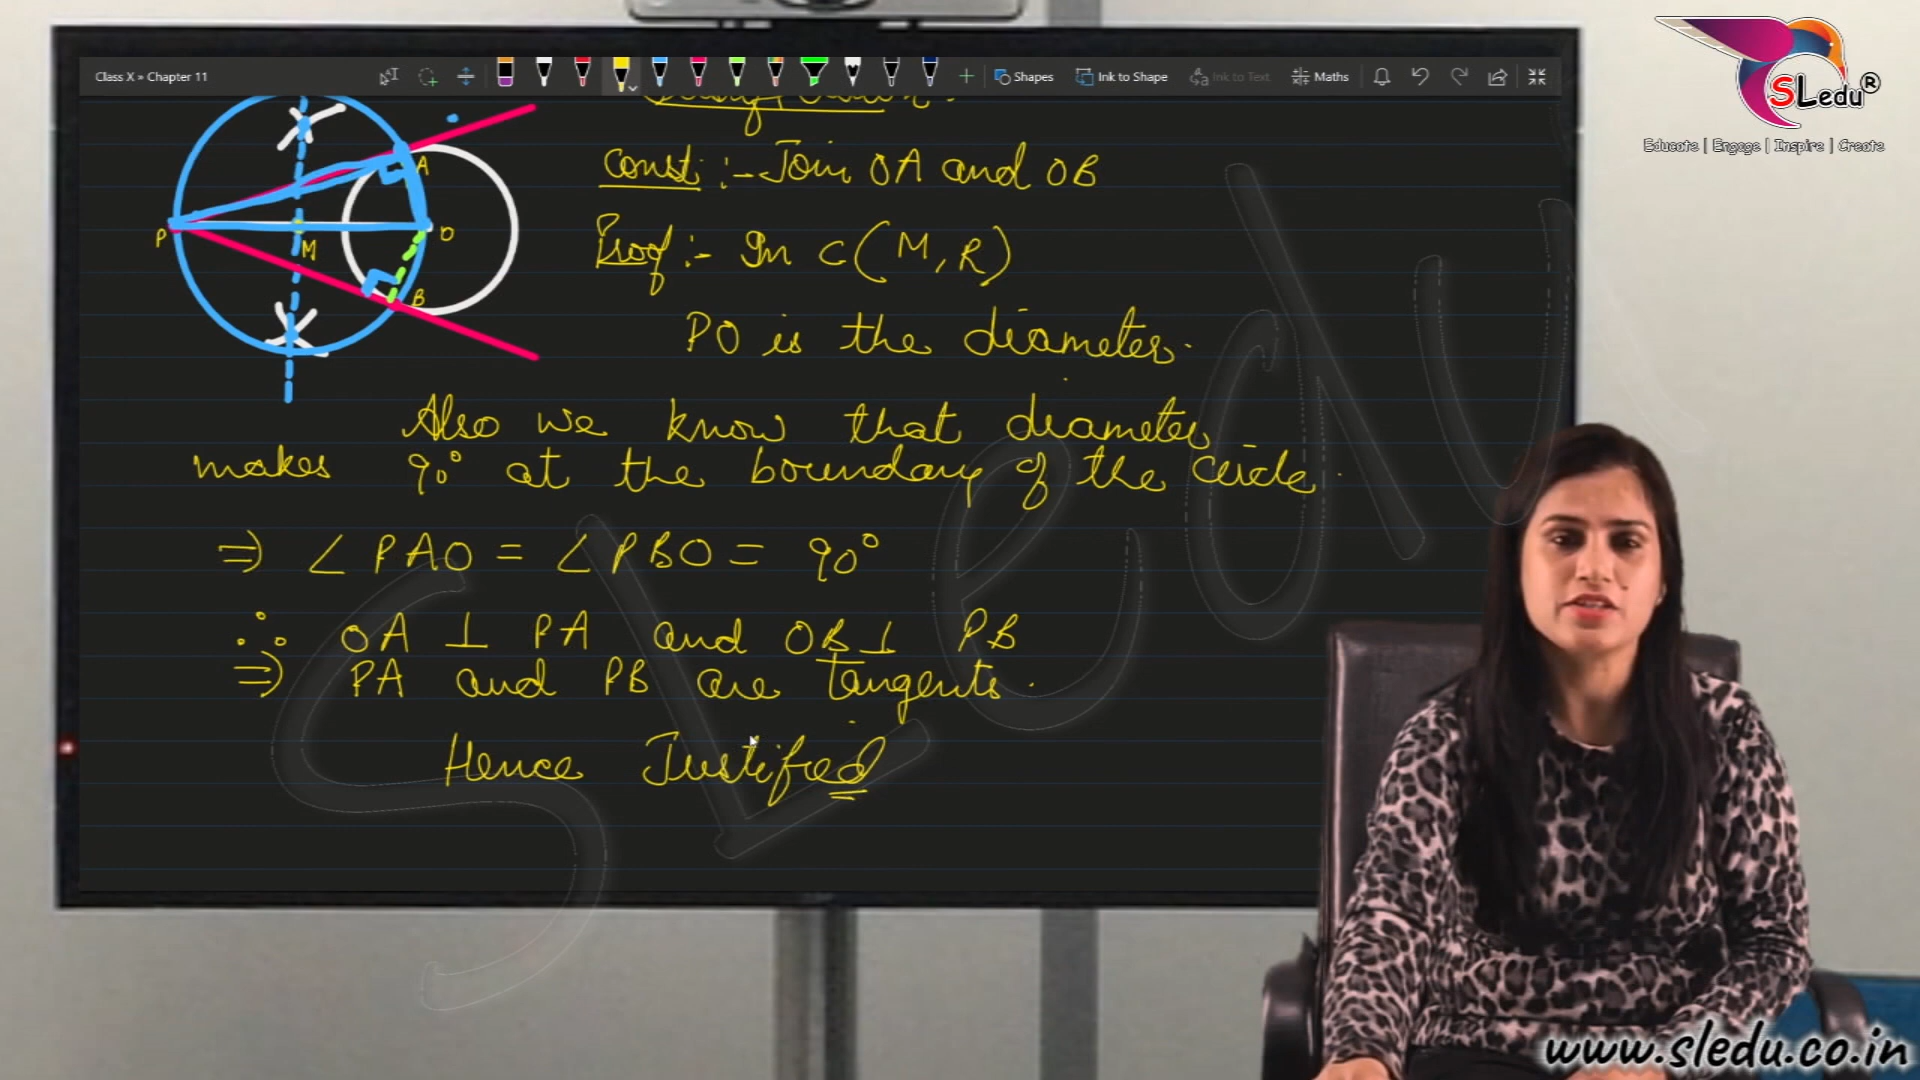 Class X » Chapter 11
Shapes
Ink to Shape
Ink to Text
Maths
SLedu®
Educate | Engage | Inspire | Create
Const :- Join OA and OB
Proof :- In C(M, R)
PO is the diameter.
Also we know that diameter
makes 90° at the boundary of the circle.
⇒ ∠PAO = ∠PBO = 90°
∴ OA ⊥ PA and OB ⊥ PB
⇒ PA and PB are tangents.
Hence Justified
P
M
O
A
B
SLedu
www.sledu.co.in